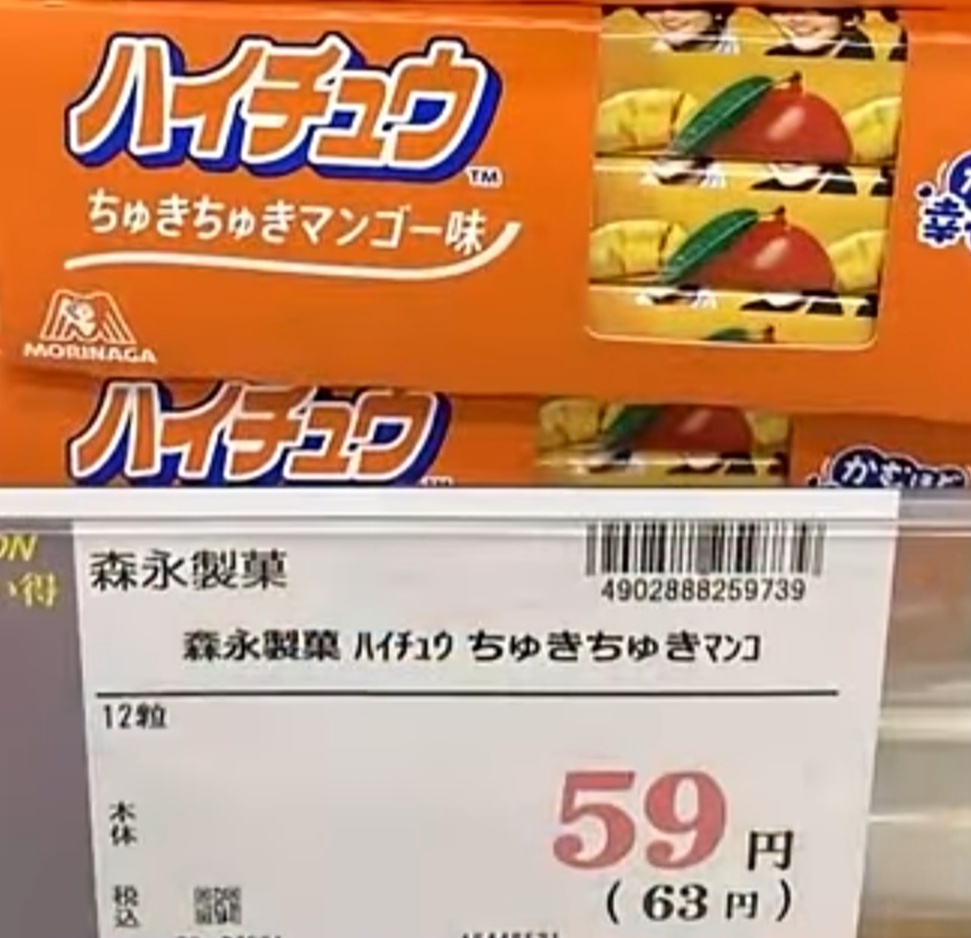 ハイチュウ
TM
ちゅきちゅきマンゴー味
MORINAGA
ハイチュウ
ON
得
森永製菓
4902888259739
森永製菓 ハイチュウ ちゅきちゅきマンコ
12粒
本体
59円
税込
(63円)